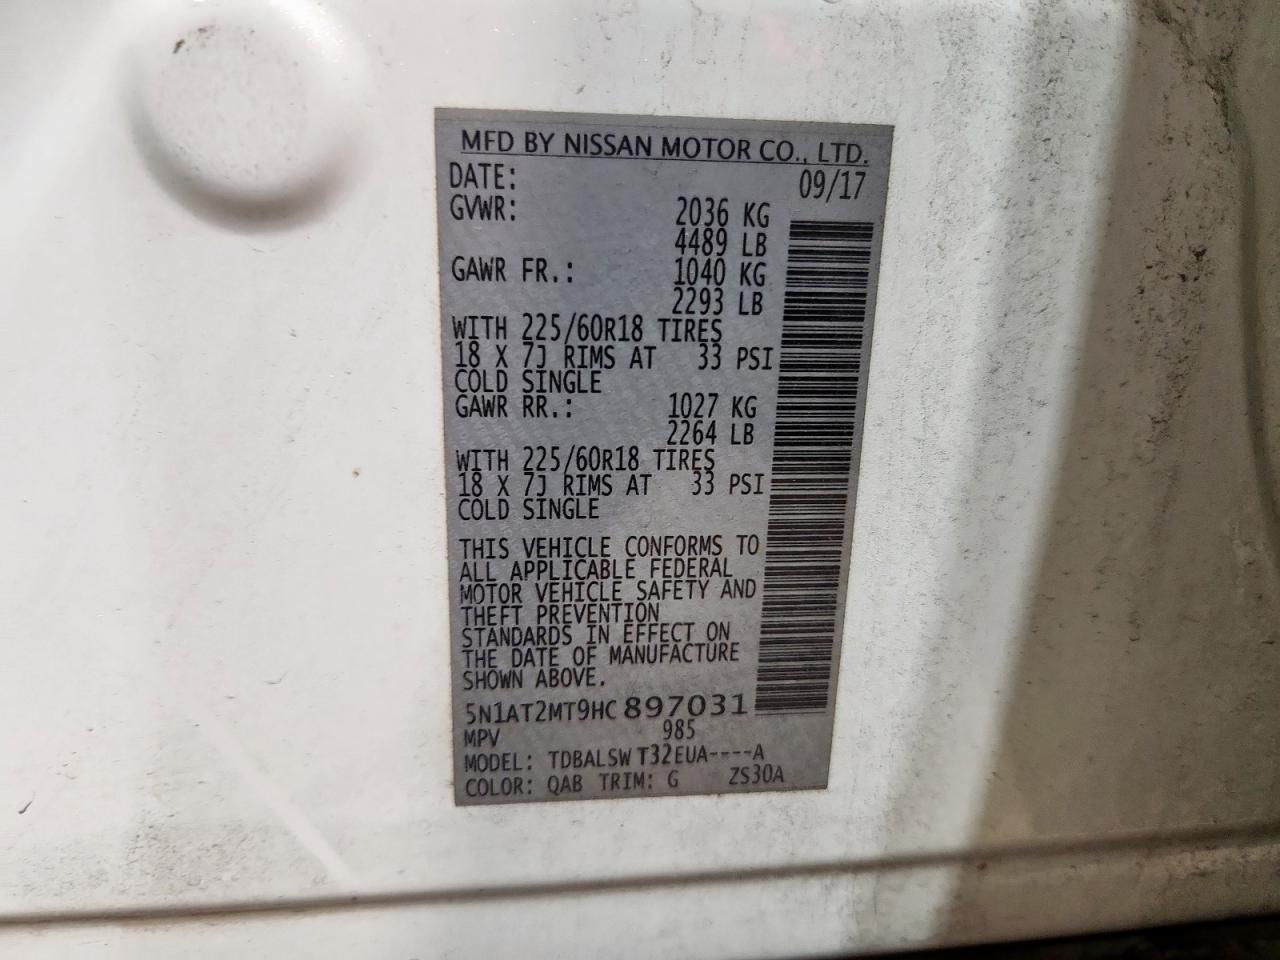 MFD BY NISSAN MOTOR CO., LTD.
DATE: 09/17
GVWR: 2036 KG
4489 LB
GAWR FR.: 1040 KG
2293 LB
WITH 225/60R18 TIRES
18 X 7J RIMS AT 33 PSI
COLD SINGLE
GAWR RR.: 1027 KG
2264 LB
WITH 225/60R18 TIRES
18 X 7J RIMS AT 33 PSI
COLD SINGLE
THIS VEHICLE CONFORMS TO
ALL APPLICABLE FEDERAL
MOTOR VEHICLE SAFETY AND
THEFT PREVENTION
STANDARDS IN EFFECT ON
THE DATE OF MANUFACTURE
SHOWN ABOVE.
5N1AT2MT9HC897031
MPV 985
MODEL: TDBALSW T32EUA----A
COLOR: QAB TRIM: G ZS30A